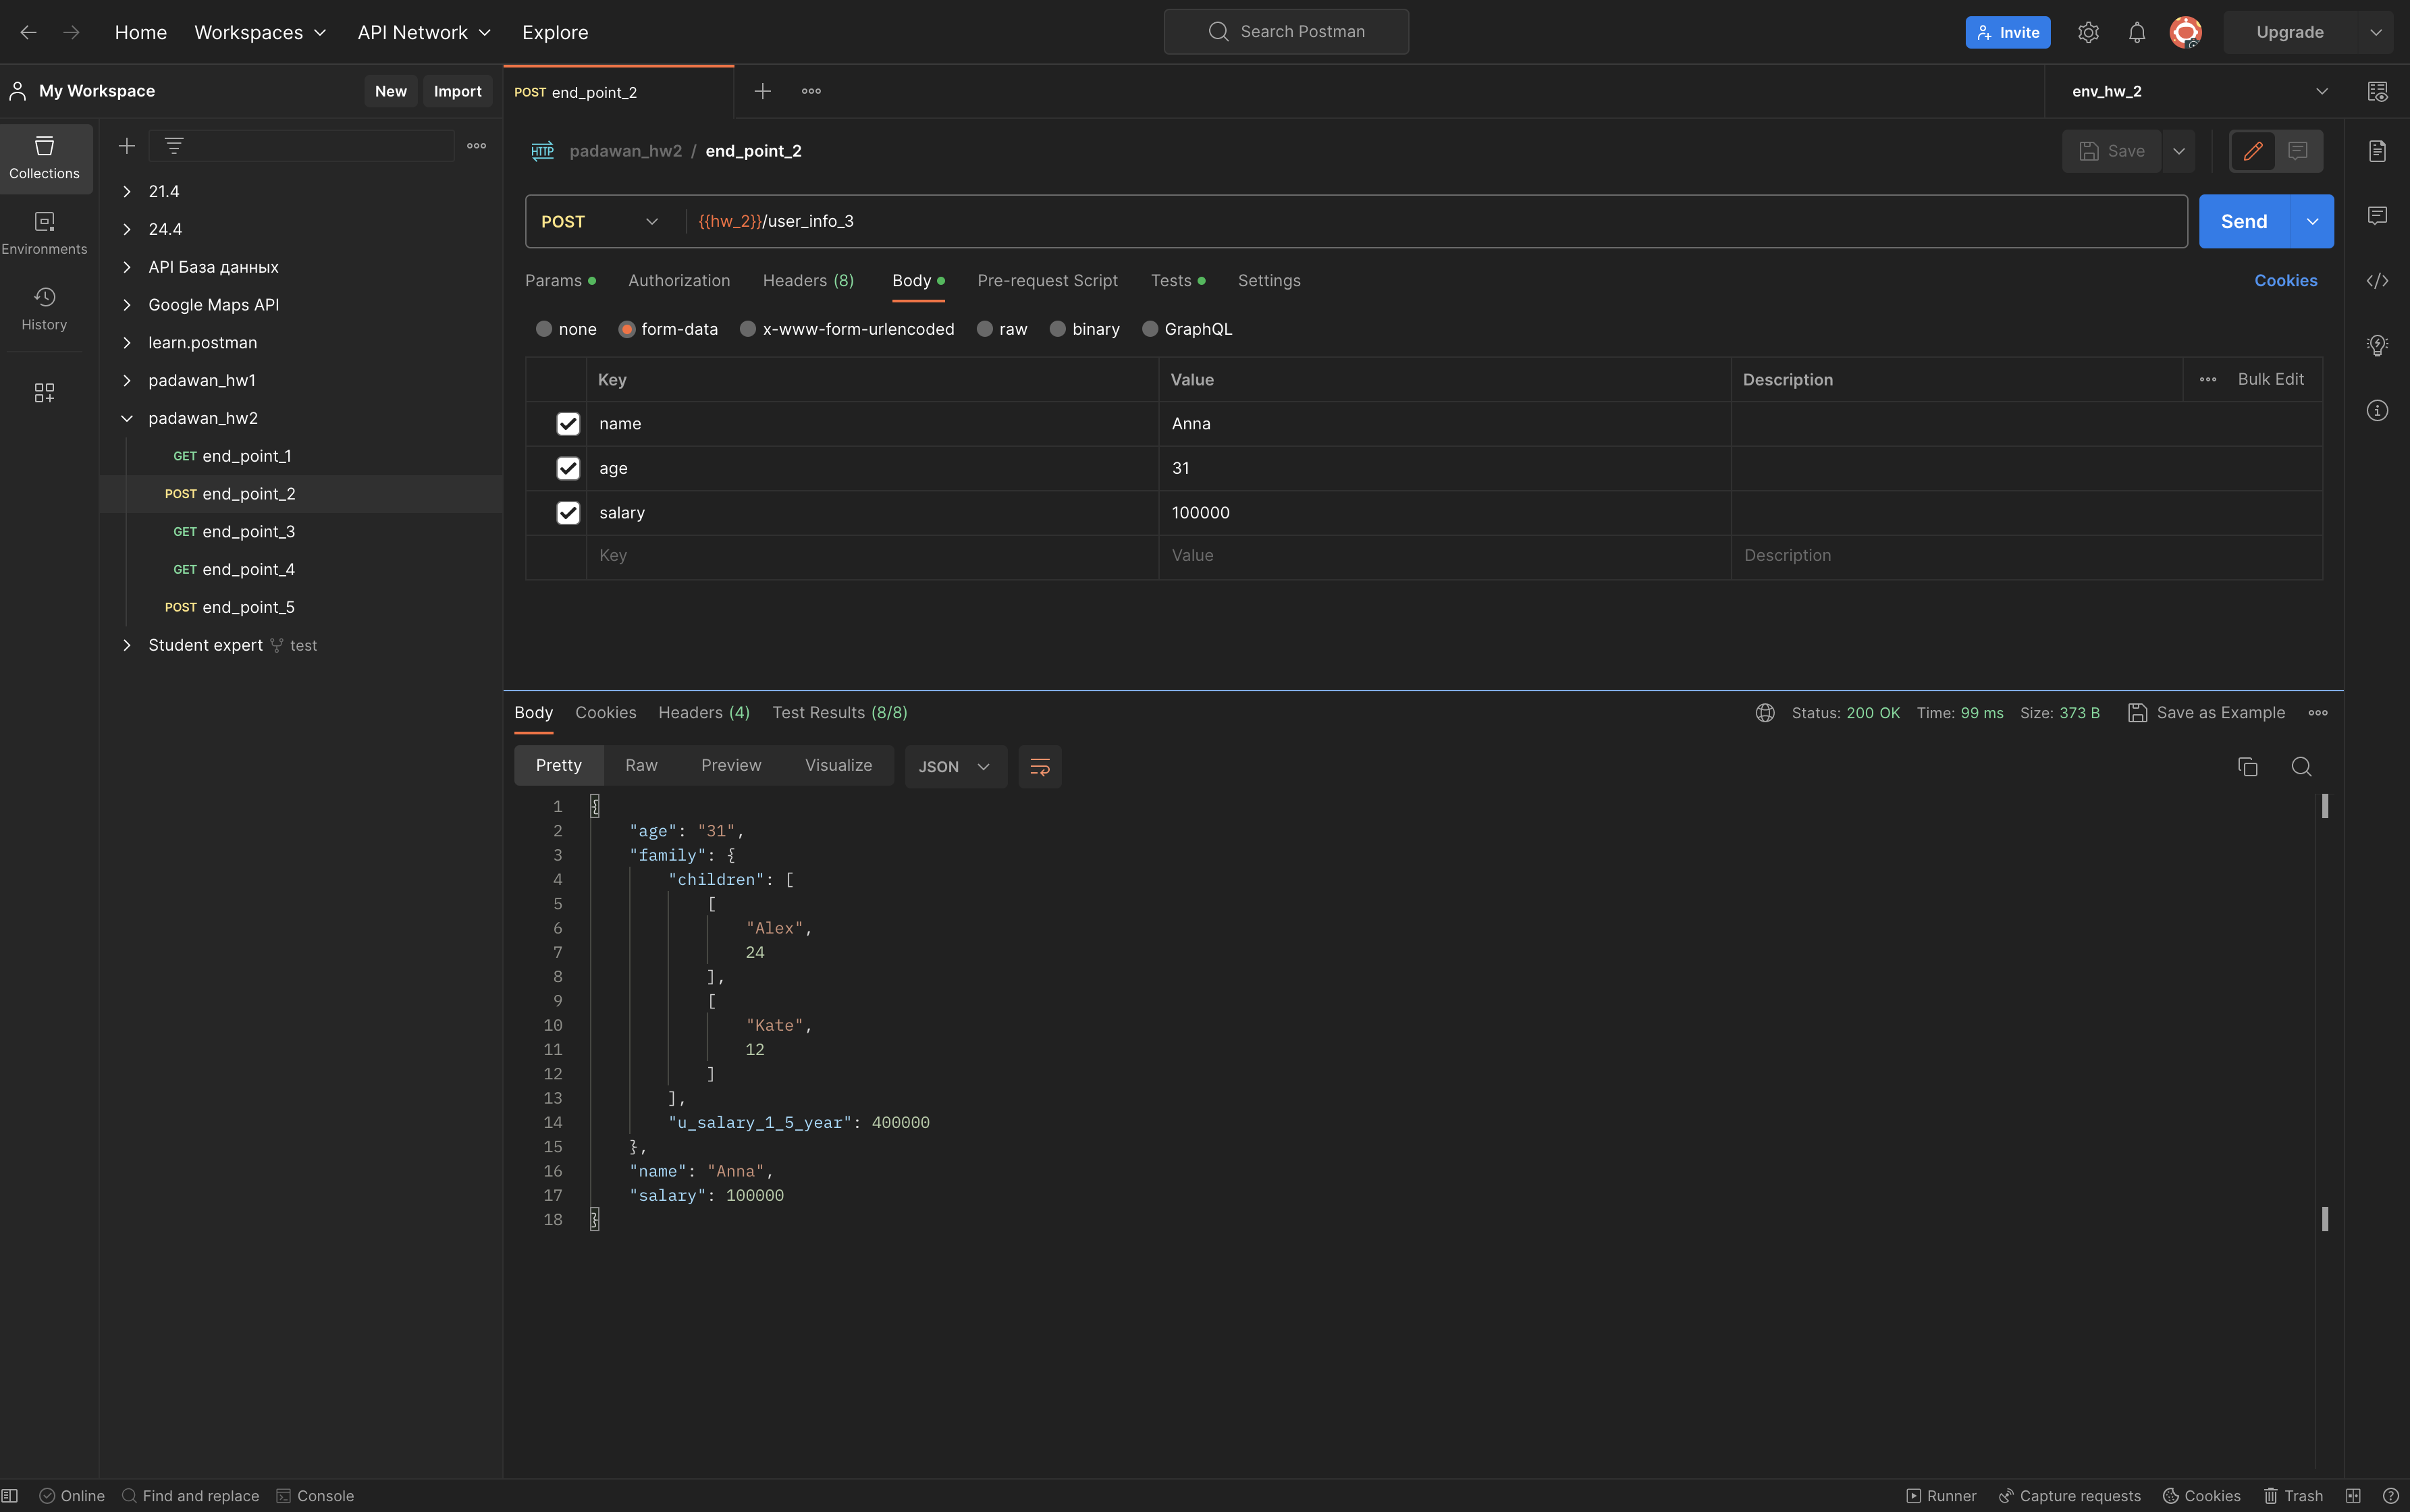 Home Workspaces API Network Explore Search Postman Invite Upgrade
My Workspace New Import POST end_point_2 env_hw_2
Collections
Environments
History
21.4
24.4
API База данных
Google Maps API
learn.postman
padawan_hw1
padawan_hw2
GET end_point_1
POST end_point_2
GET end_point_3
GET end_point_4
POST end_point_5
Student expert test
HTTP padawan_hw2 / end_point_2 Save
POST {{hw_2}}/user_info_3 Send
Params Authorization Headers (8) Body Pre-request Script Tests Settings Cookies
none form-data x-www-form-urlencoded raw binary GraphQL
Key Value Description Bulk Edit
name Anna
age 31
salary 100000
Key Value Description
Body Cookies Headers (4) Test Results (8/8) Status: 200 OK Time: 99 ms Size: 373 B Save as Example
Pretty Raw Preview Visualize JSON
1 {
2 "age": "31",
3 "family": {
4 "children": [
5 [
6 "Alex",
7 24
8 ],
9 [
10 "Kate",
11 12
12 ]
13 ],
14 "u_salary_1_5_year": 400000
15 },
16 "name": "Anna",
17 "salary": 100000
18 }
Online Find and replace Console Runner Capture requests Cookies Trash